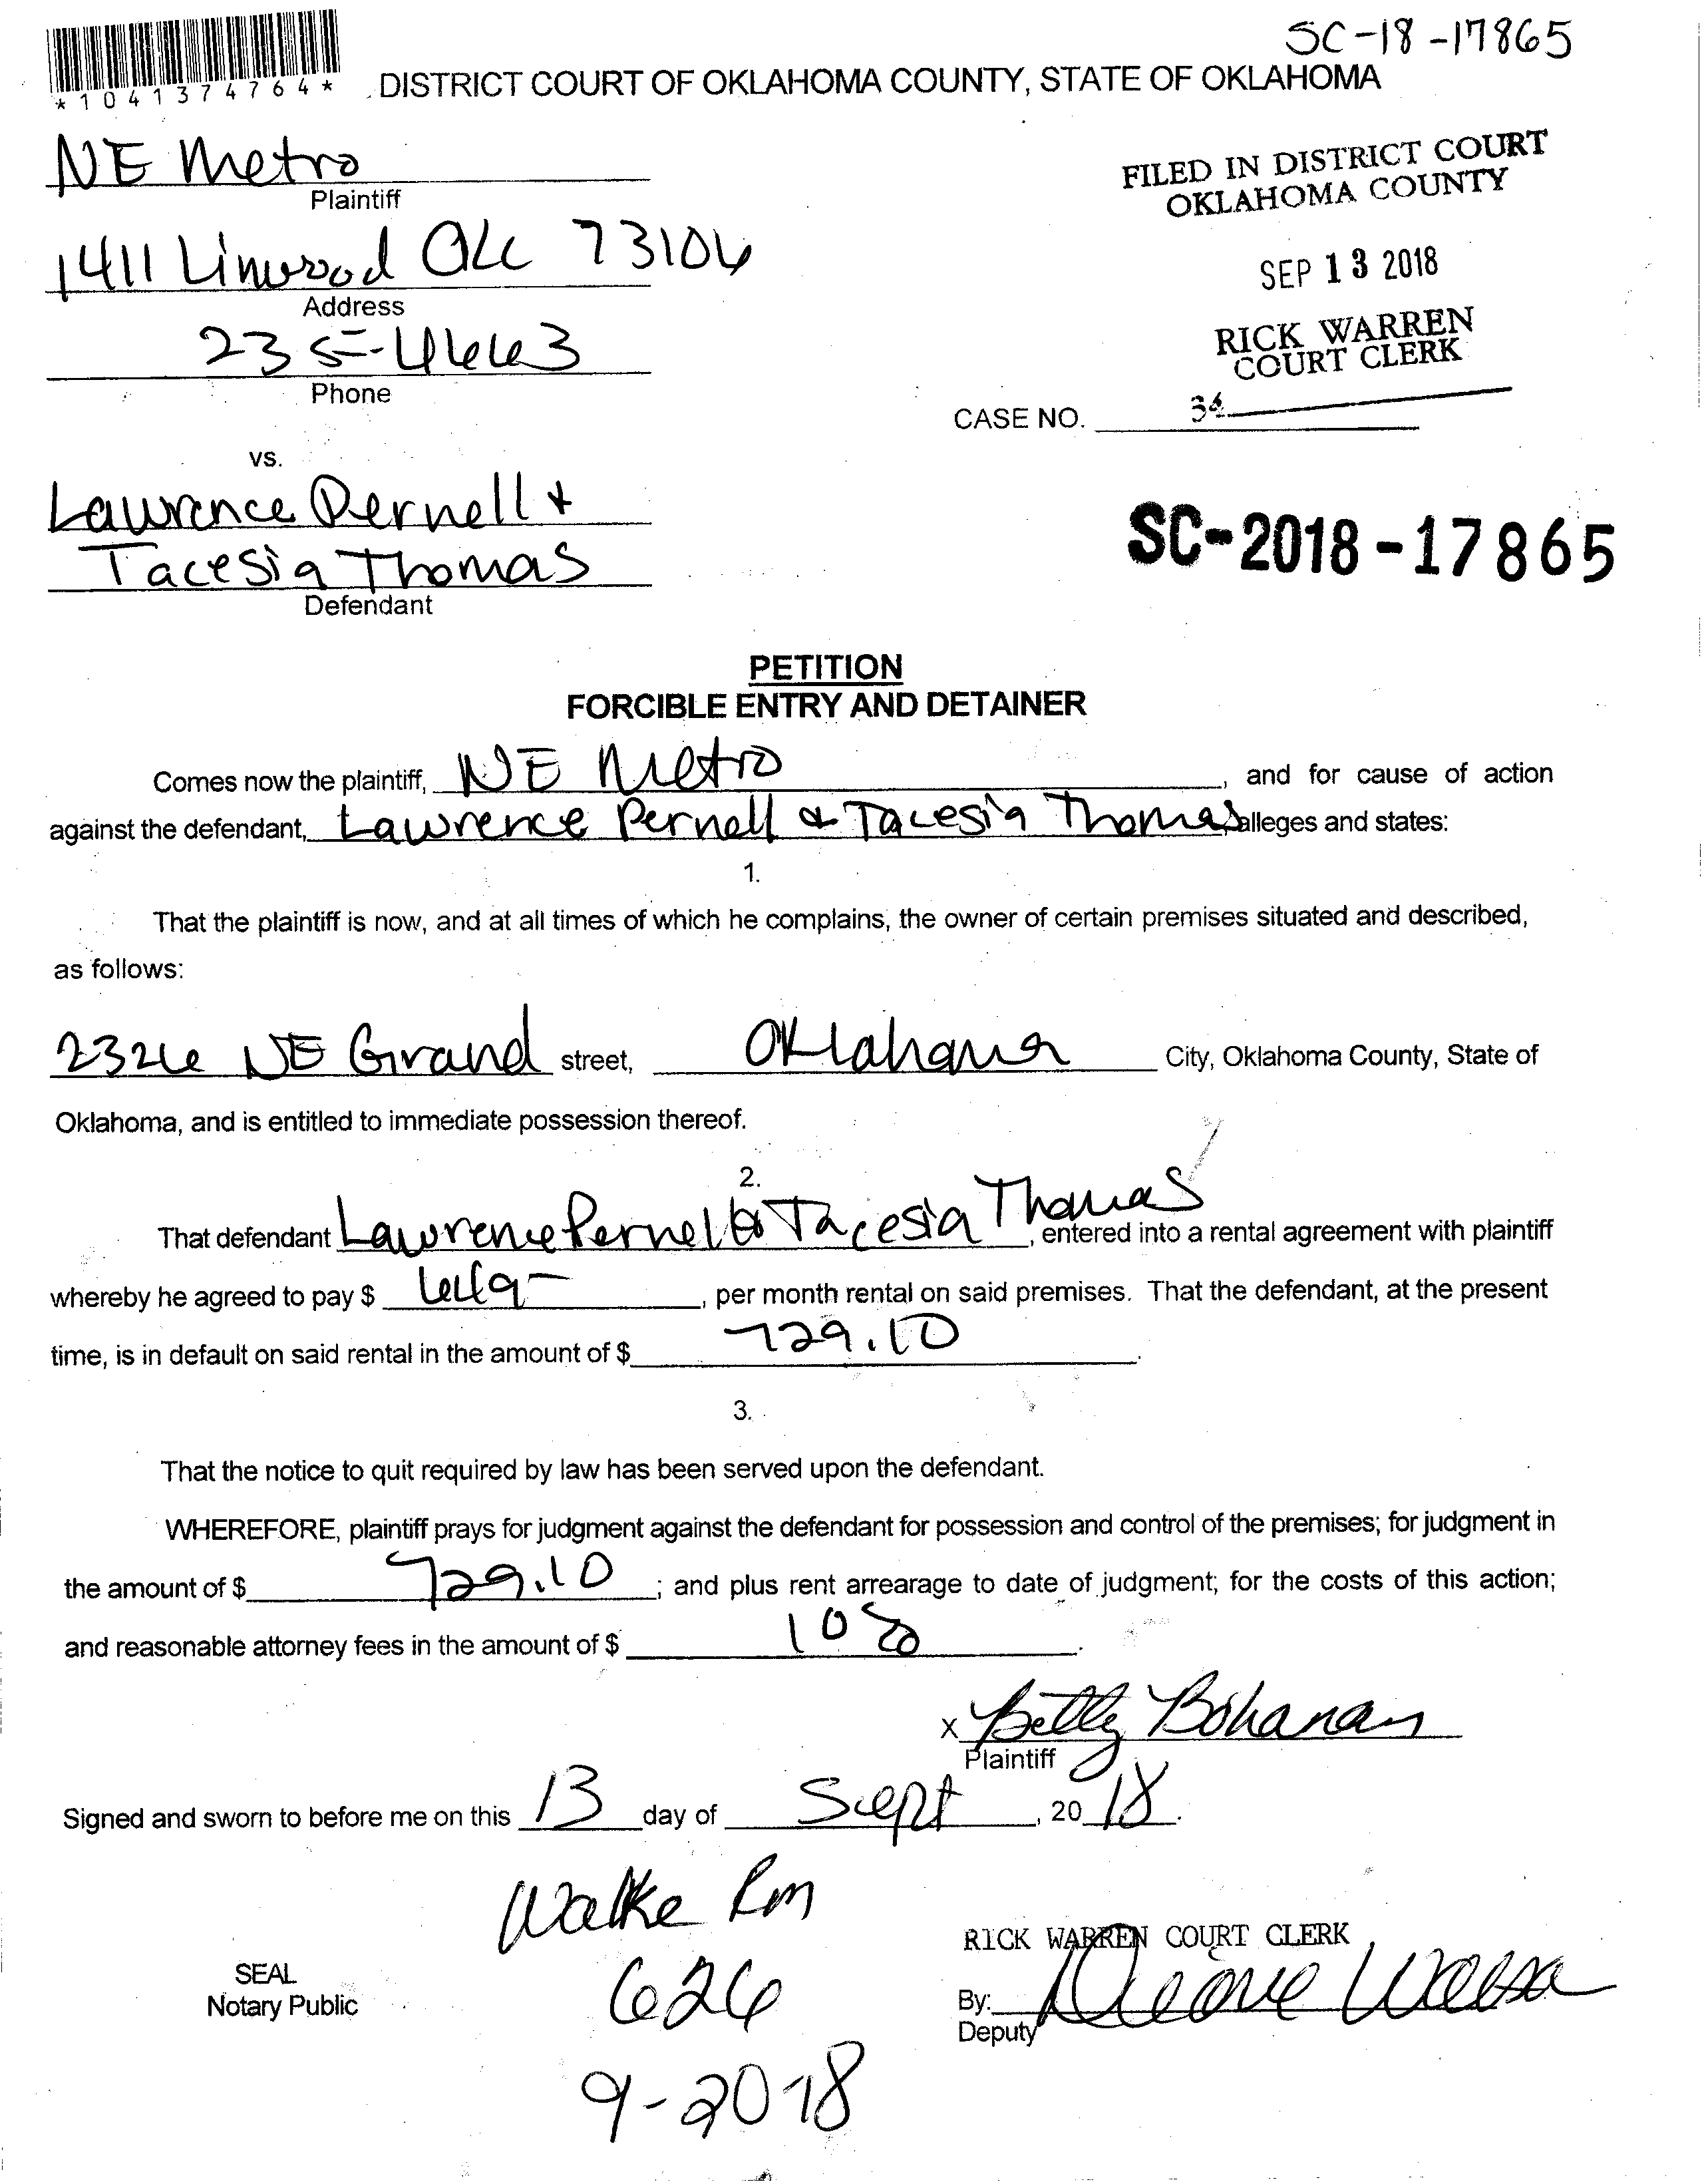 SC-18-17865
*1041374764*
DISTRICT COURT OF OKLAHOMA COUNTY, STATE OF OKLAHOMA
NE Metro
Plaintiff
FILED IN DISTRICT COURT
OKLAHOMA COUNTY
1411 Linwood OKC 73106
Address
SEP 13 2018
235-4663
Phone
RICK WARREN
COURT CLERK
34
CASE NO.
vs.
Lawrence Pernell &
Tacesia Thomas
Defendant
SC-2018-17865
PETITION
FORCIBLE ENTRY AND DETAINER
Comes now the plaintiff, NE Metro, and for cause of action
against the defendant, Lawrence Pernell & Tacesia Thomas, alleges and states:
1.
That the plaintiff is now, and at all times of which he complains, the owner of certain premises situated and described,
as follows:
2326 NE Grand street, Oklahoma City, Oklahoma County, State of
Oklahoma, and is entitled to immediate possession thereof.
2.
That defendant Lawrence Pernell & Tacesia Thomas, entered into a rental agreement with plaintiff
whereby he agreed to pay $ 649-, per month rental on said premises. That the defendant, at the present
time, is in default on said rental in the amount of $ 729.10.
3.
That the notice to quit required by law has been served upon the defendant.
WHEREFORE, plaintiff prays for judgment against the defendant for possession and control of the premises; for judgment in
the amount of $ 729.10; and plus rent arrearage to date of judgment; for the costs of this action;
and reasonable attorney fees in the amount of $.
X Betty Bohanan
Plaintiff
Signed and sworn to before me on this 13 day of Sept, 2018.
Walke Rm
626
RICK WARREN COURT CLERK
SEAL
Notary Public
By:
Deputy
9-2018